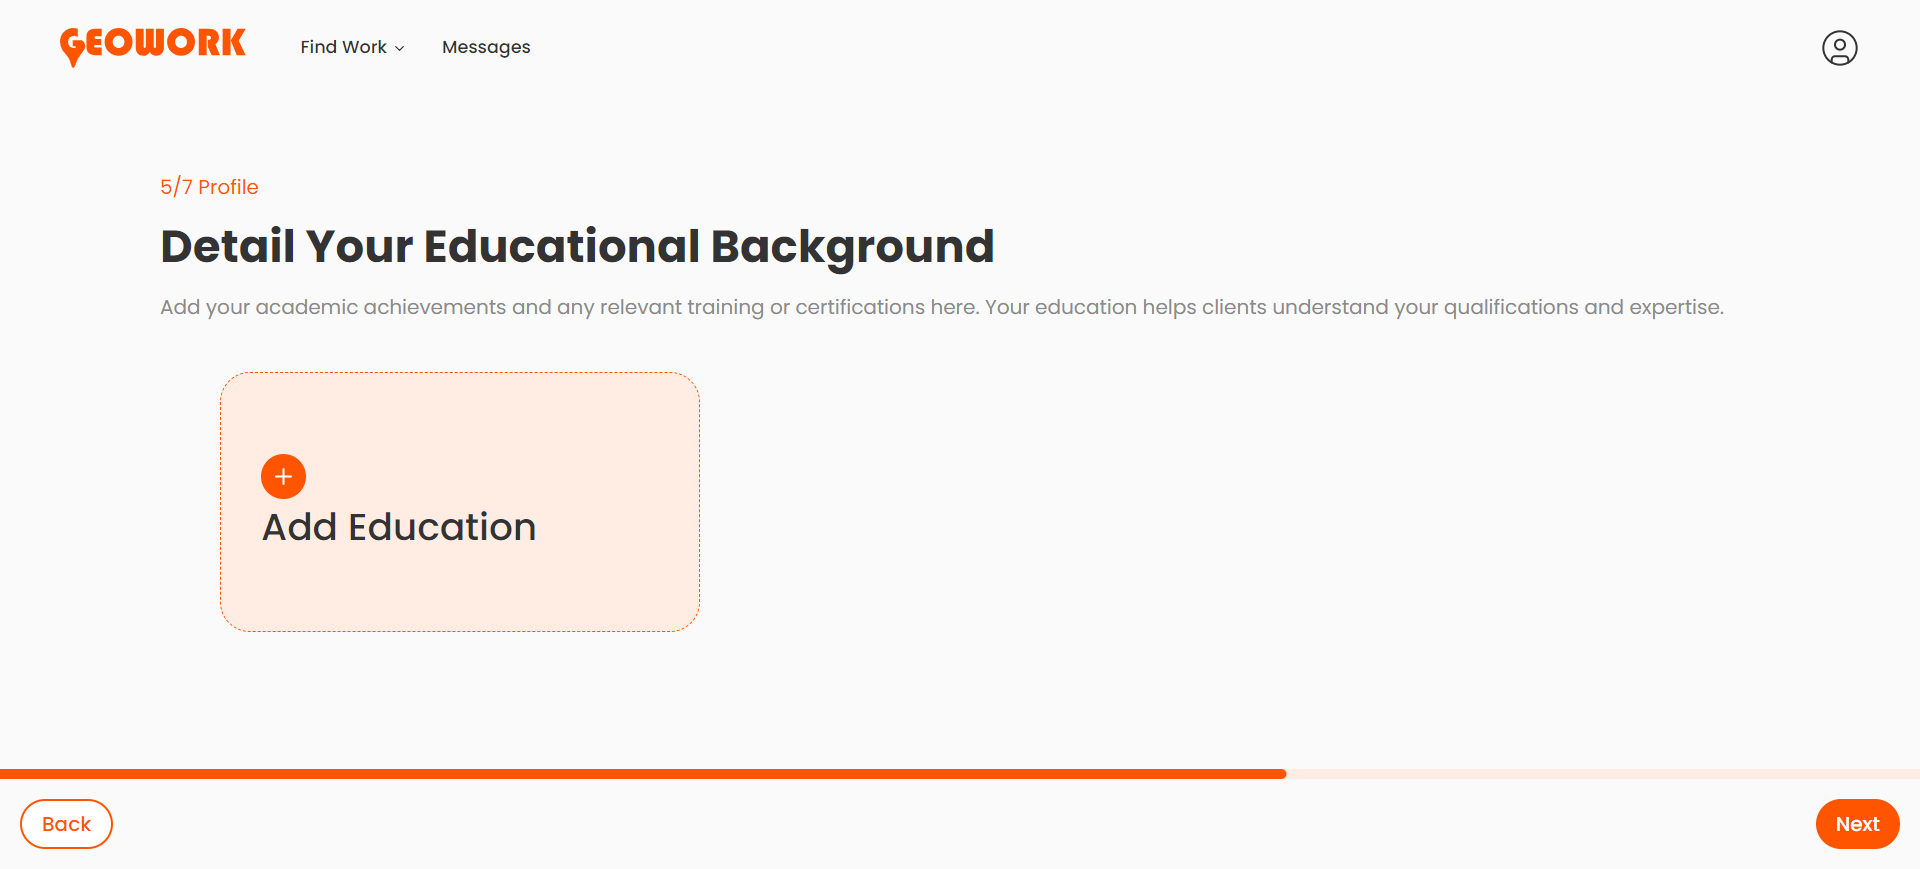 GEOWORK
Find Work
Messages
5/7 Profile
Detail Your Educational Background
Add your academic achievements and any relevant training or certifications here. Your education helps clients understand your qualifications and expertise.
Add Education
Back
Next